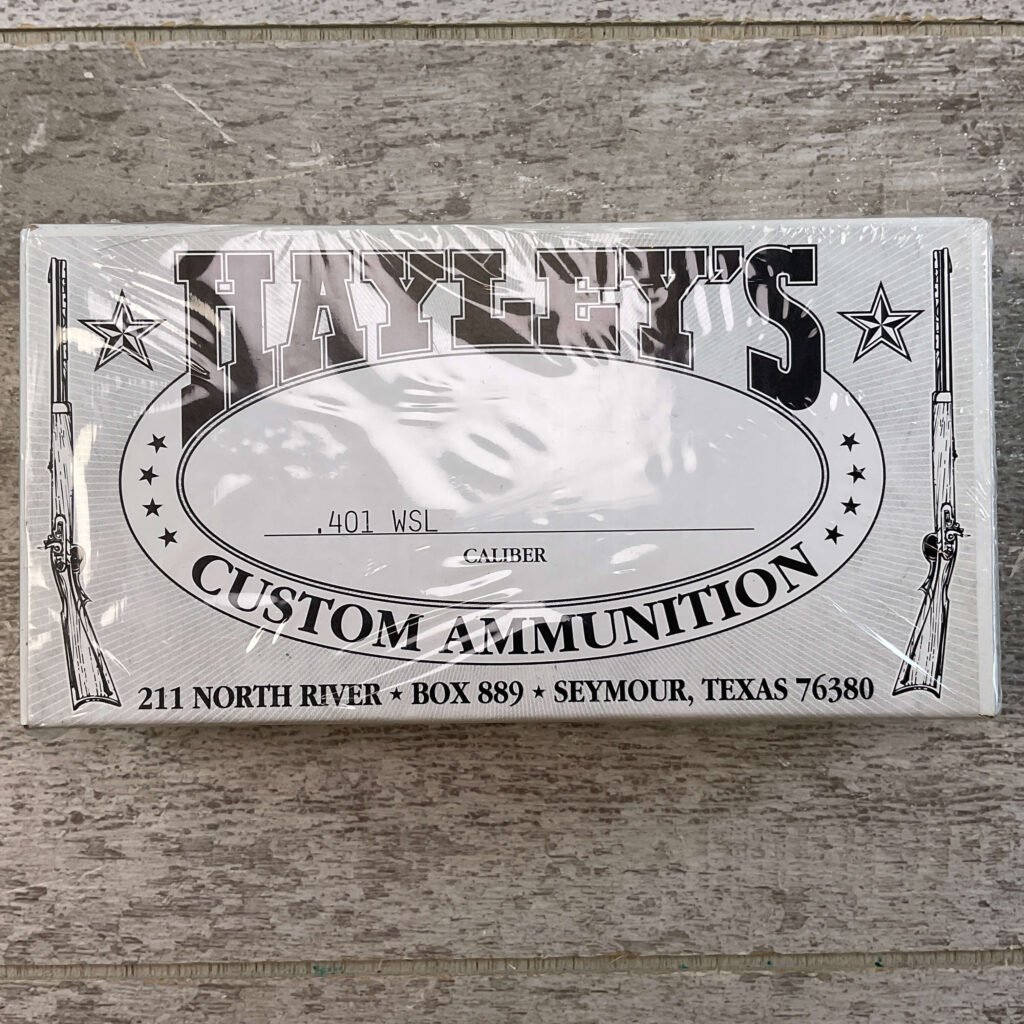 HAYLEY'S
.401 WSL
CALIBER
CUSTOM AMMUNITION
211 NORTH RIVER ★ BOX 889 ★ SEYMOUR, TEXAS 76380